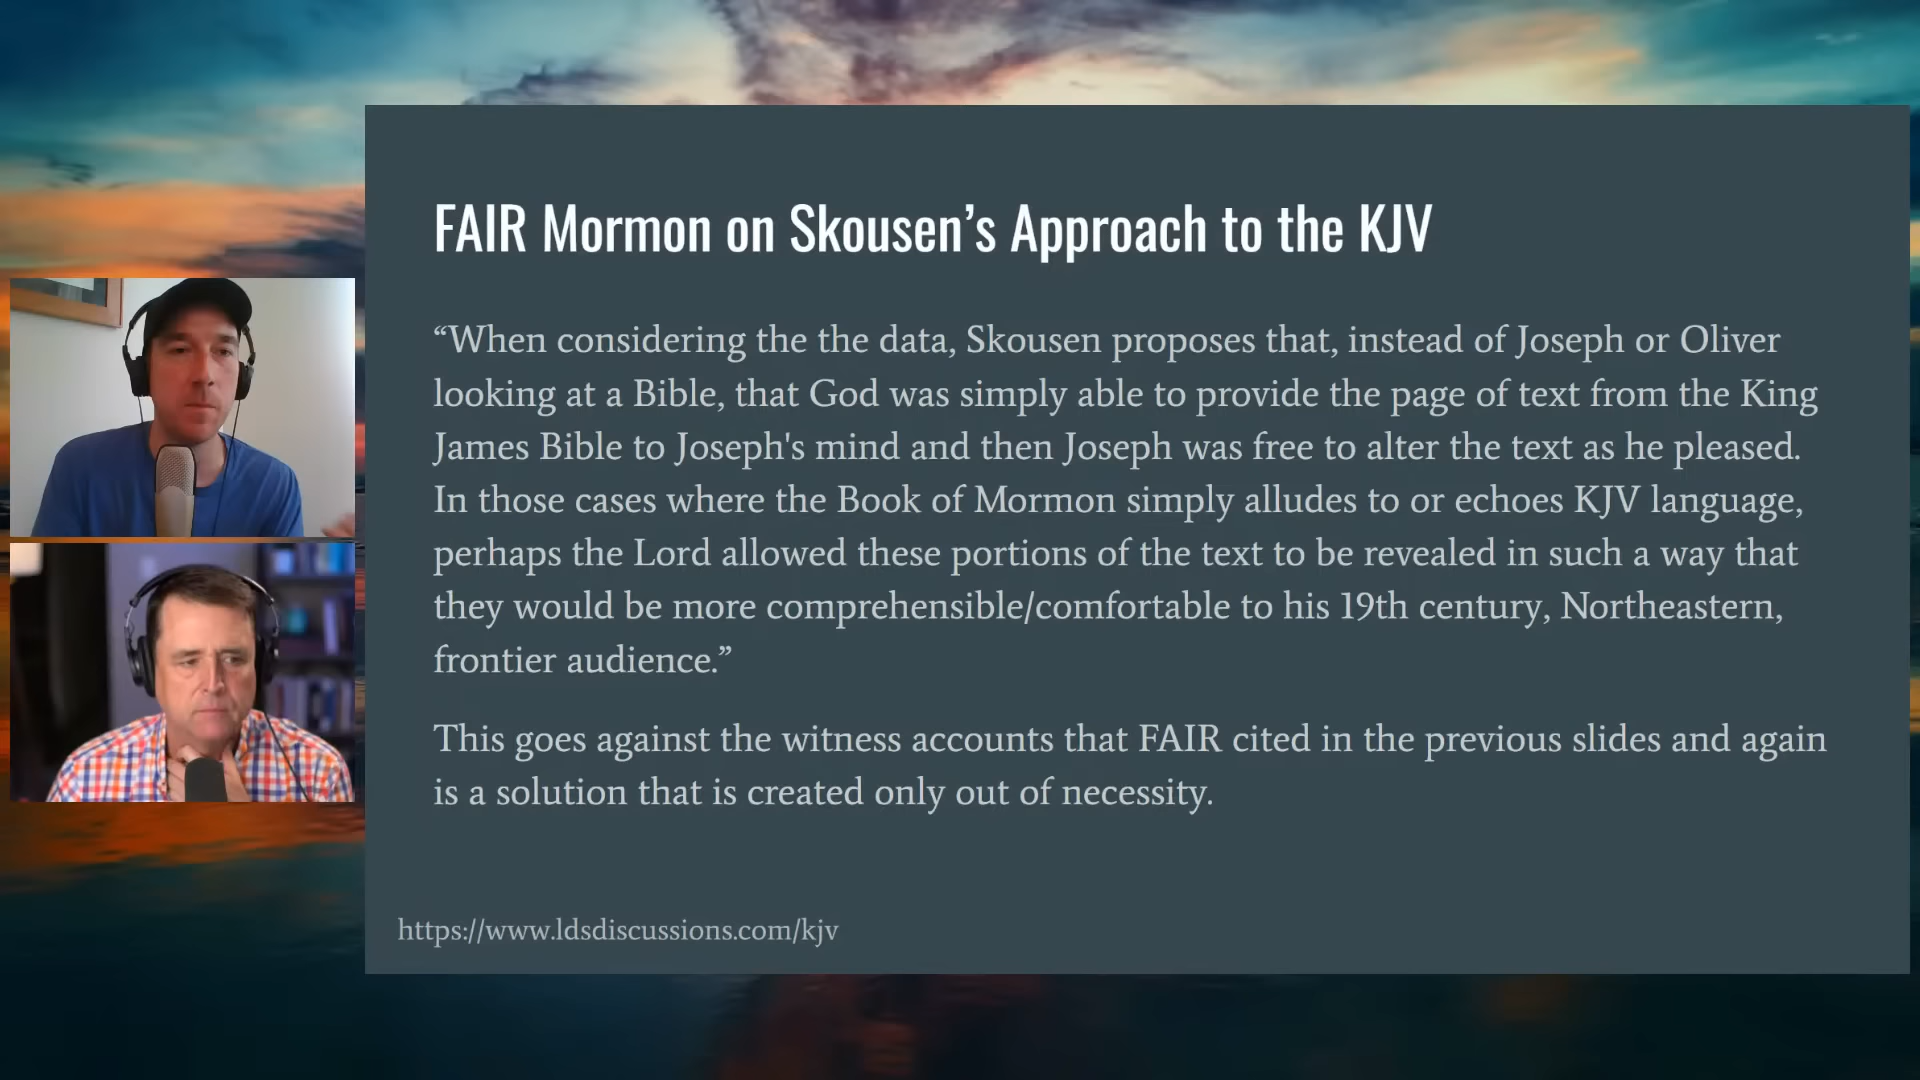 FAIR Mormon on Skousen’s Approach to the KJV
“When considering the the data, Skousen proposes that, instead of Joseph or Oliver
looking at a Bible, that God was simply able to provide the page of text from the King
James Bible to Joseph's mind and then Joseph was free to alter the text as he pleased.
In those cases where the Book of Mormon simply alludes to or echoes KJV language,
perhaps the Lord allowed these portions of the text to be revealed in such a way that
they would be more comprehensible/comfortable to his 19th century, Northeastern,
frontier audience.”
This goes against the witness accounts that FAIR cited in the previous slides and again
is a solution that is created only out of necessity.
https://www.ldsdiscussions.com/kjv